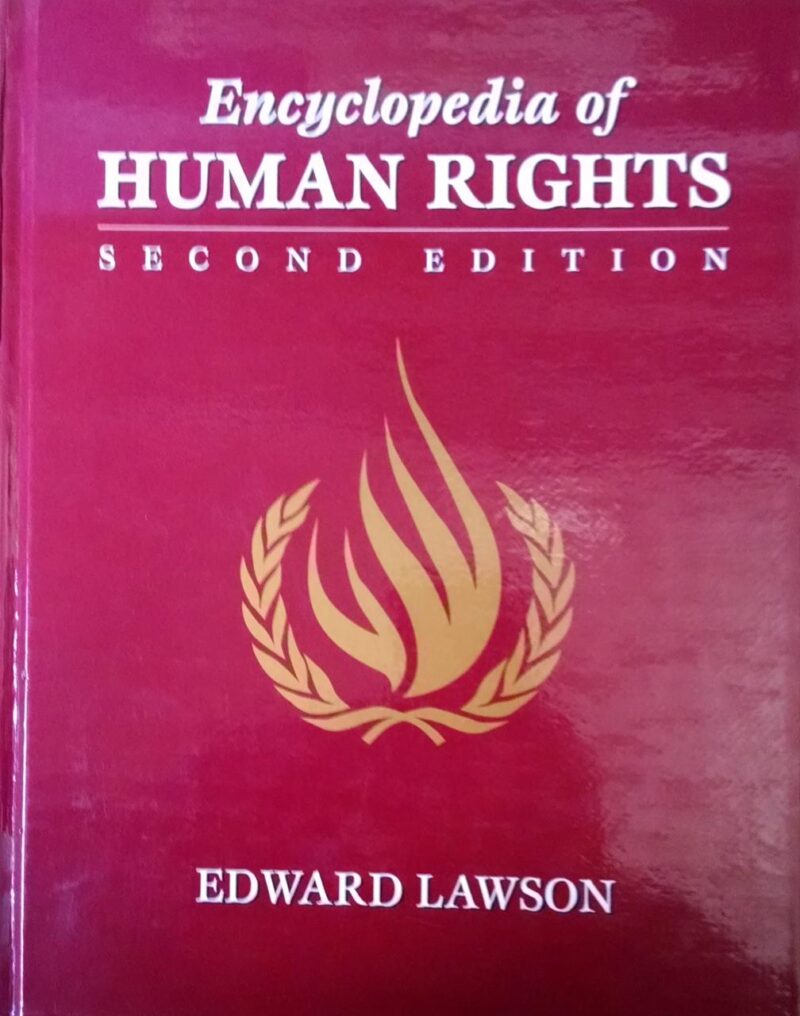 Encyclopedia of
HUMAN RIGHTS
SECOND EDITION
EDWARD LAWSON